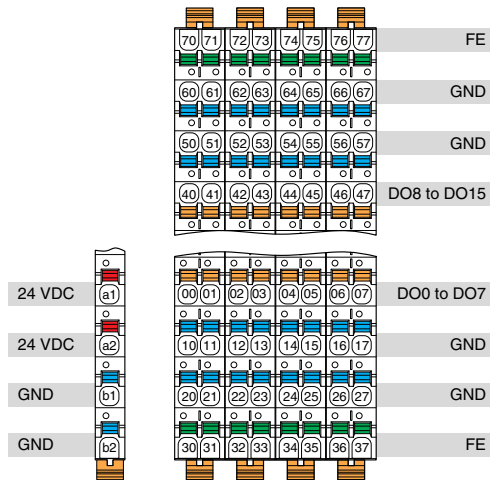 70 71 72 73 74 75 76 77 FE
60 61 62 63 64 65 66 67 GND
50 51 52 53 54 55 56 57 GND
40 41 42 43 44 45 46 47 DO8 to DO15
24 VDC a1 00 01 02 03 04 05 06 07 DO0 to DO7
24 VDC a2 10 11 12 13 14 15 16 17 GND
GND b1 20 21 22 23 24 25 26 27 GND
GND b2 30 31 32 33 34 35 36 37 FE